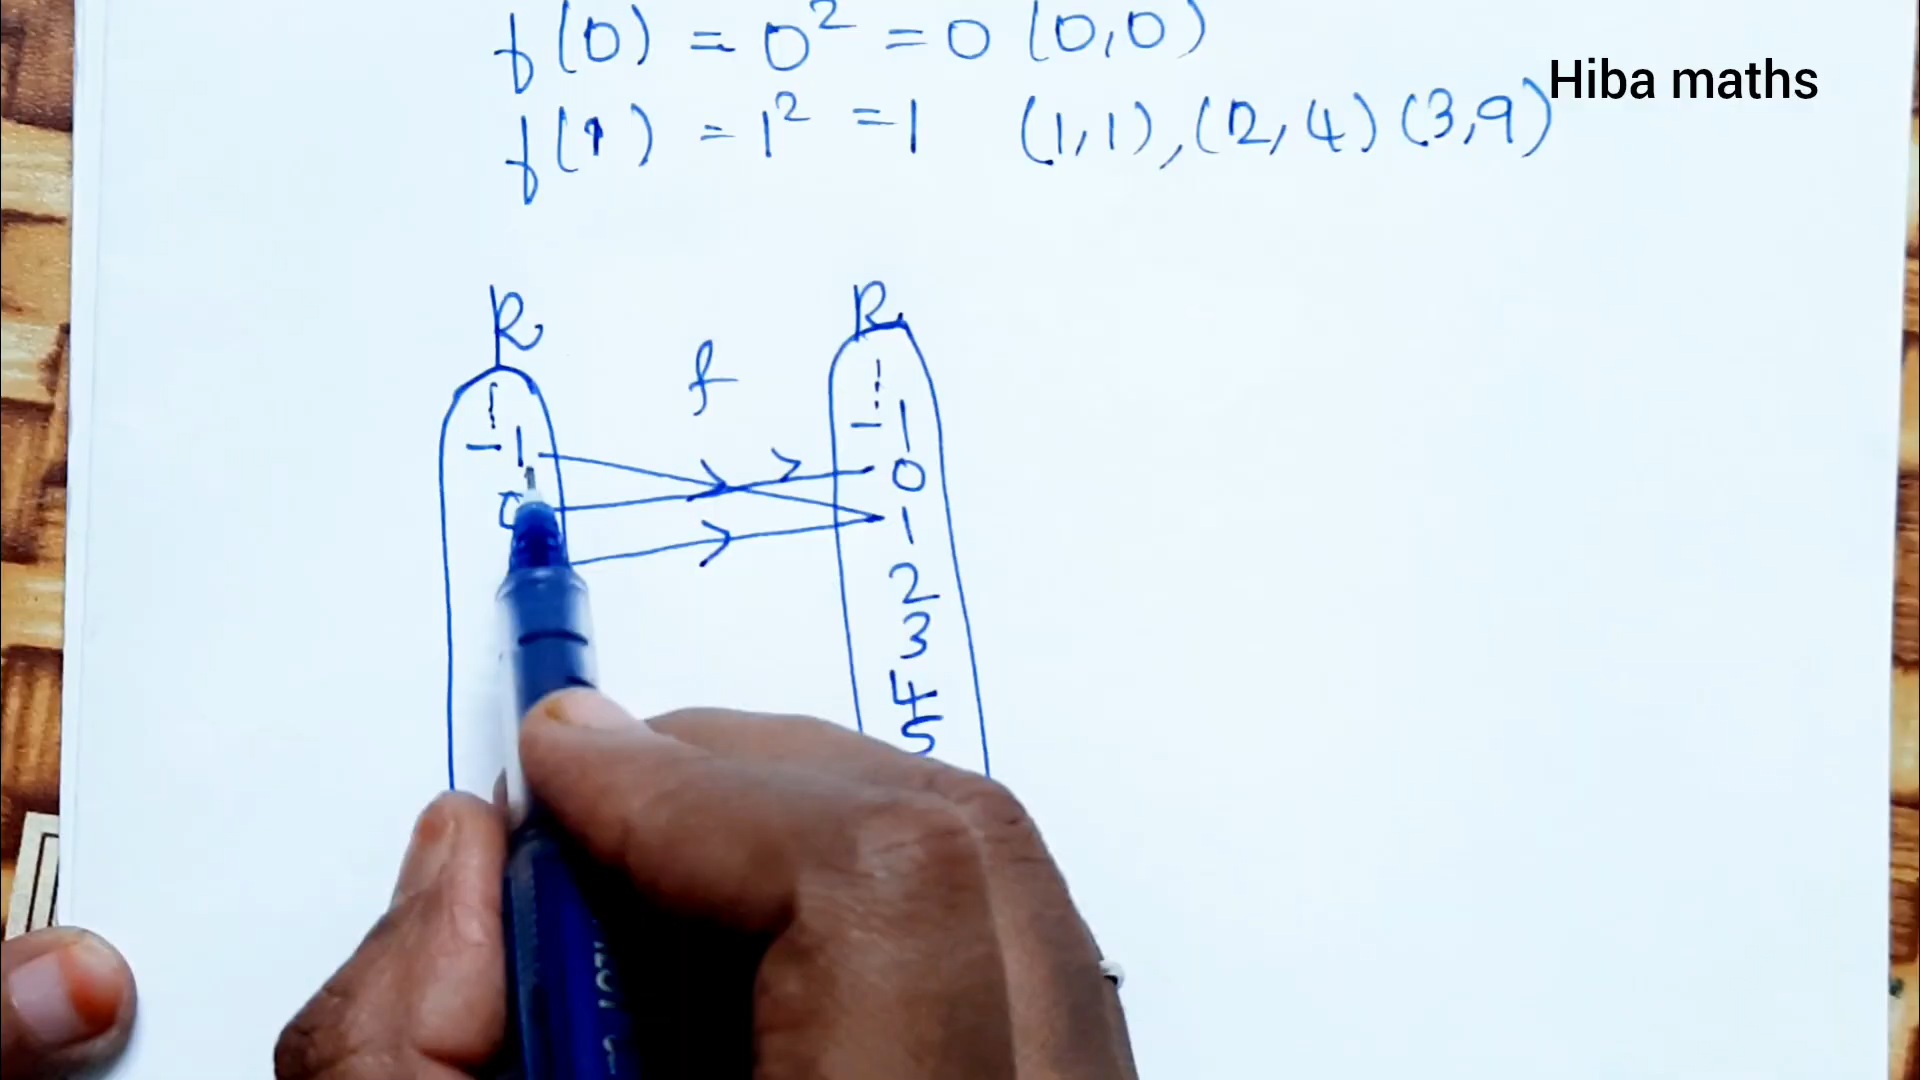 f(0) = 0² = 0 (0,0)
Hiba maths
f(1) = 1² = 1 (1,1), (2,4) (3,9)
R R
f
-1 -1
0 0
1
2
3
4
5